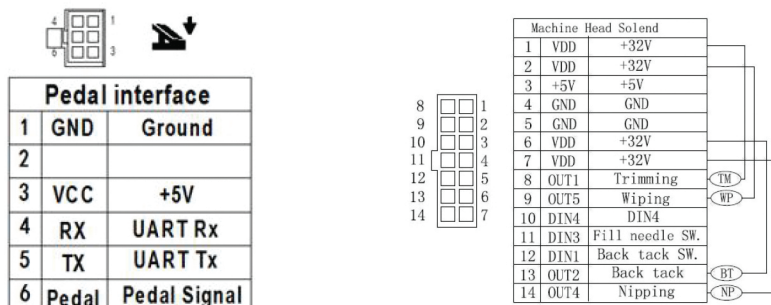 4 1
6 3
Pedal interface
1 GND Ground
2
3 VCC +5V
4 RX UART Rx
5 TX UART Tx
6 Pedal Pedal Signal
8 1
9 2
10 3
11 4
12 5
13 6
14 7
Machine Head Solend
1 VDD +32V
2 VDD +32V
3 +5V +5V
4 GND GND
5 GND GND
6 VDD +32V
7 VDD +32V
8 OUT1 Trimming TM
9 OUT5 Wiping WP
10 DIN4 DIN4
11 DIN3 Fill needle SW.
12 DIN1 Back tack SW.
13 OUT2 Back tack BT
14 OUT4 Nipping NP